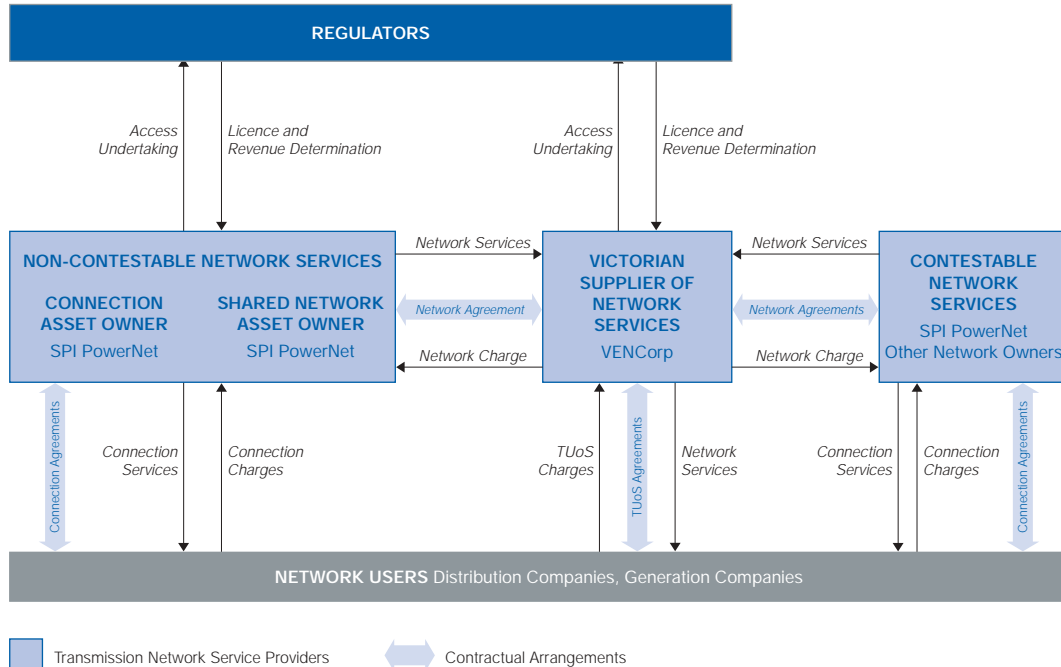 REGULATORS
Access
Undertaking
Licence and
Revenue Determination
Access
Undertaking
Licence and
Revenue Determination
NON-CONTESTABLE NETWORK SERVICES
CONNECTION
ASSET OWNER
SPI PowerNet
SHARED NETWORK
ASSET OWNER
SPI PowerNet
Network Services
Network Agreement
Network Charge
VICTORIAN
SUPPLIER OF
NETWORK
SERVICES
VENCorp
Network Services
Network Agreements
Network Charge
CONTESTABLE
NETWORK
SERVICES
SPI PowerNet
Other Network Owners
Connection Agreements
Connection
Services
Connection
Charges
TUoS
Charges
TUoS Agreements
Network
Services
Connection
Services
Connection
Charges
Connection Agreements
NETWORK USERS Distribution Companies, Generation Companies
Transmission Network Service Providers
Contractual Arrangements